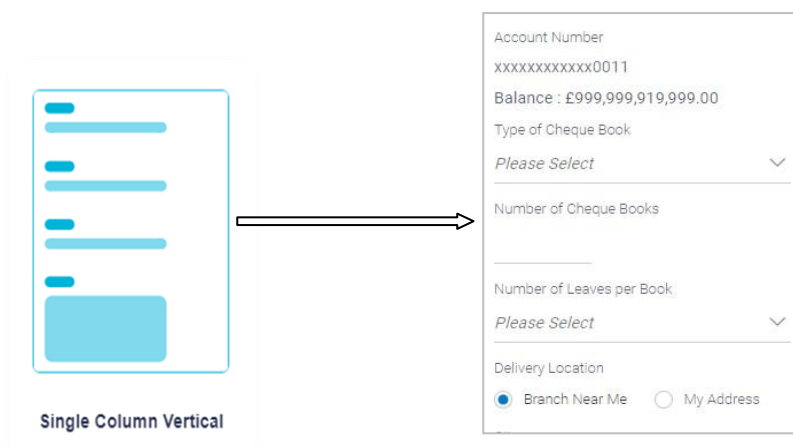 Single Column Vertical
Account Number
xxxxxxxxxxxx0011
Balance : £999,999,919,999.00
Type of Cheque Book
Please Select
Number of Cheque Books
Number of Leaves per Book
Please Select
Delivery Location
Branch Near Me My Address